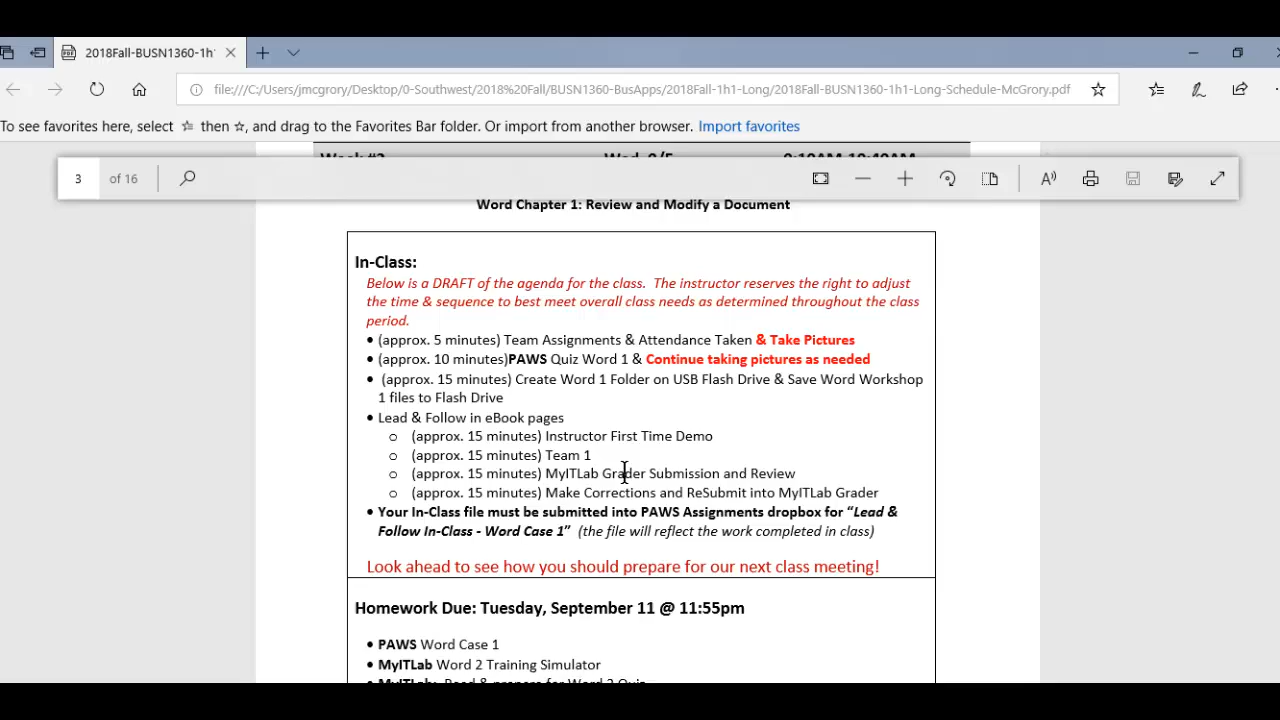 2018Fall-BUSN1360-1h1
file:///C:/Users/jmcgrory/Desktop/0-Southwest/2018%20Fall/BUSN1360-BusApps/2018Fall-1h1-Long/2018Fall-BUSN1360-1h1-Long-Schedule-McGrory.pdf
To see favorites here, select then ☆, and drag to the Favorites Bar folder. Or import from another browser. Import favorites
3 of 16
Word Chapter 1: Review and Modify a Document
In-Class:
Below is a DRAFT of the agenda for the class. The instructor reserves the right to adjust
the time & sequence to best meet overall class needs as determined throughout the class
period.
• (approx. 5 minutes) Team Assignments & Attendance Taken & Take Pictures
• (approx. 10 minutes)PAWS Quiz Word 1 & Continue taking pictures as needed
• (approx. 15 minutes) Create Word 1 Folder on USB Flash Drive & Save Word Workshop
1 files to Flash Drive
• Lead & Follow in eBook pages
o (approx. 15 minutes) Instructor First Time Demo
o (approx. 15 minutes) Team 1
o (approx. 15 minutes) MyITLab Grader Submission and Review
o (approx. 15 minutes) Make Corrections and ReSubmit into MyITLab Grader
• Your In-Class file must be submitted into PAWS Assignments dropbox for “Lead &
Follow In-Class - Word Case 1” (the file will reflect the work completed in class)
Look ahead to see how you should prepare for our next class meeting!
Homework Due: Tuesday, September 11 @ 11:55pm
• PAWS Word Case 1
• MyITLab Word 2 Training Simulator